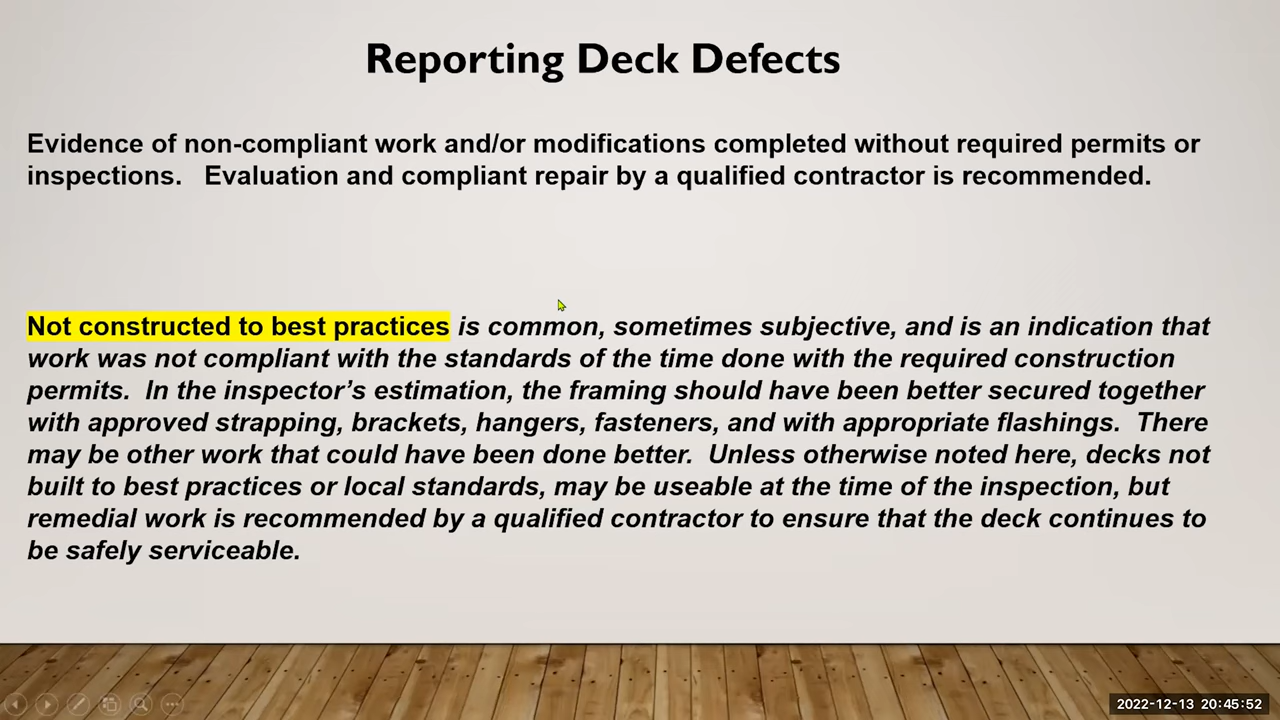 Reporting Deck Defects
Evidence of non-compliant work and/or modifications completed without required permits or
inspections.   Evaluation and compliant repair by a qualified contractor is recommended.
Not constructed to best practices is common, sometimes subjective, and is an indication that
work was not compliant with the standards of the time done with the required construction
permits.  In the inspector’s estimation, the framing should have been better secured together
with approved strapping, brackets, hangers, fasteners, and with appropriate flashings.  There
may be other work that could have been done better.  Unless otherwise noted here, decks not
built to best practices or local standards, may be useable at the time of the inspection, but
remedial work is recommended by a qualified contractor to ensure that the deck continues to
be safely serviceable.
2022-12-13 20:45:52